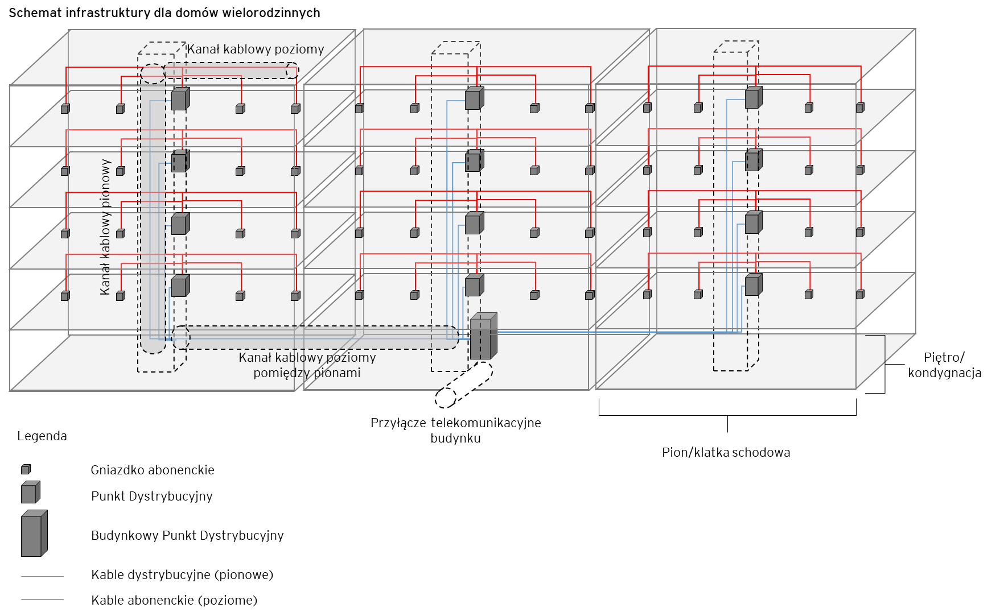 Schemat infrastruktury dla domów wielorodzinnych
Kanał kablowy poziomy
Kanał kablowy pionowy
Kanał kablowy poziomy
pomiędzy pionami
Piętro/
kondygnacja
Przyłącze telekomunikacyjne
budynku
Pion/klatka schodowa
Legenda
Gniazdko abonenckie
Punkt Dystrybucyjny
Budynkowy Punkt Dystrybucyjny
Kable dystrybucyjne (pionowe)
Kable abonenckie (poziome)